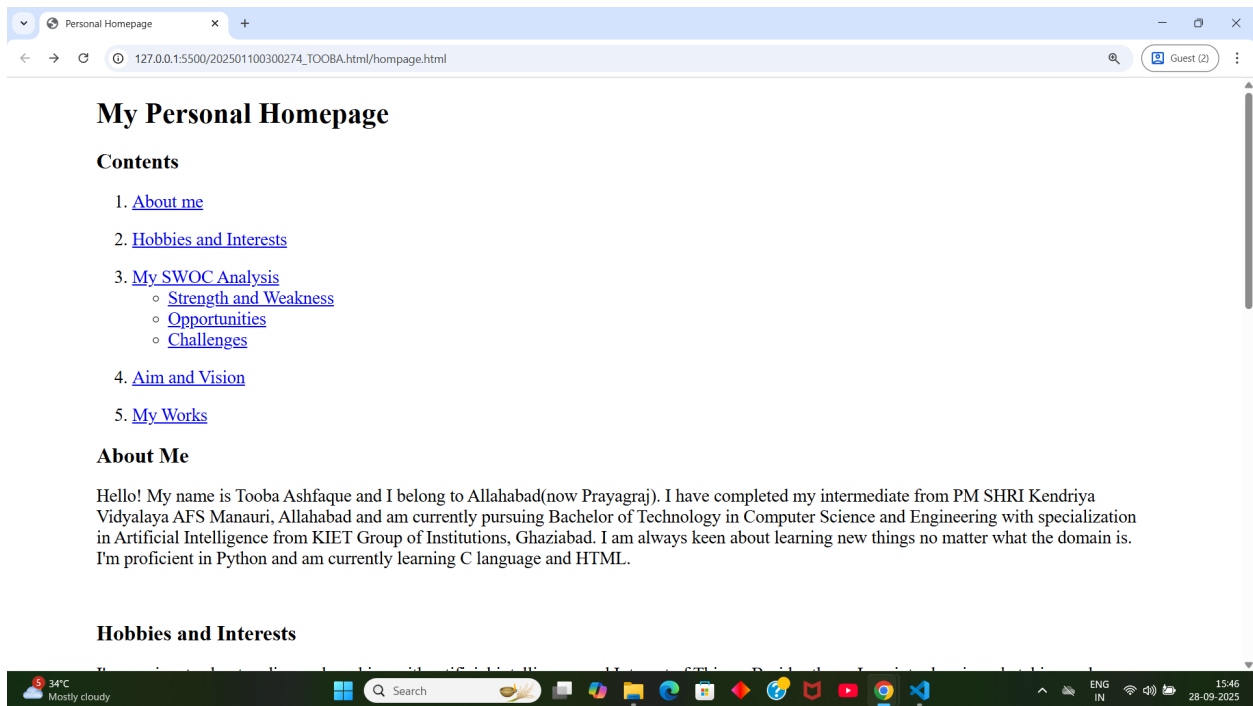 Personal Homepage
127.0.0.1:5500/202501100300274_TOOBA.html/hompage.html
Guest (2)
My Personal Homepage
Contents
1. About me
2. Hobbies and Interests
3. My SWOC Analysis
Strength and Weakness
Opportunities
Challenges
4. Aim and Vision
5. My Works
About Me
Hello! My name is Tooba Ashfaque and I belong to Allahabad(now Prayagraj). I have completed my intermediate from PM SHRI Kendriya
Vidyalaya AFS Manauri, Allahabad and am currently pursuing Bachelor of Technology in Computer Science and Engineering with specialization
in Artificial Intelligence from KIET Group of Institutions, Ghaziabad. I am always keen about learning new things no matter what the domain is.
I'm proficient in Python and am currently learning C language and HTML.
Hobbies and Interests
5
34°C
Mostly cloudy
Search
ENG
IN
15:46
28-09-2025